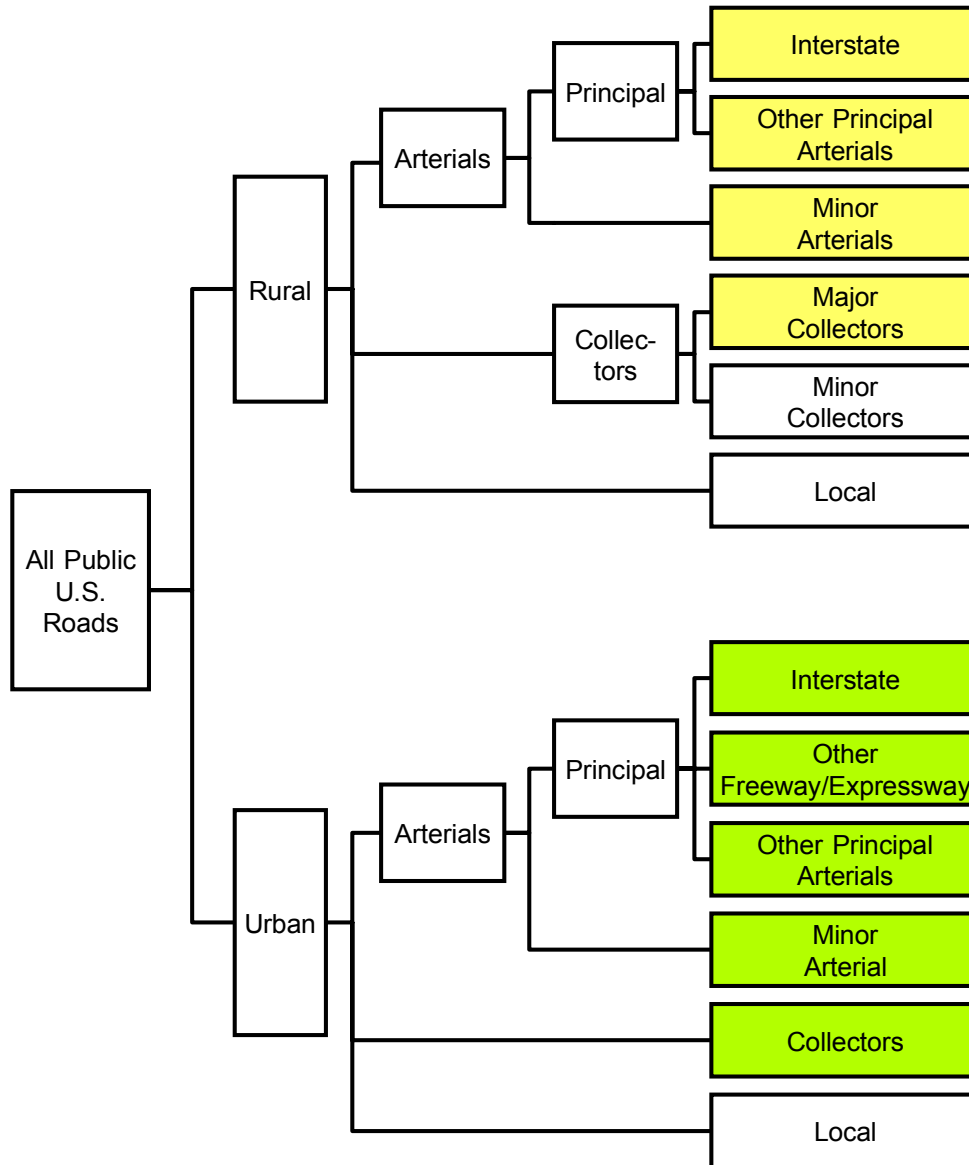 Interstate
Principal
Other Principal
Arterials
Arterials
Minor
Arterials
Rural
Major
Collectors
Collec-
tors
Minor
Collectors
Local
All Public
U.S.
Roads
Interstate
Principal
Other
Freeway/Expressway
Arterials
Other Principal
Arterials
Urban
Minor
Arterial
Collectors
Local